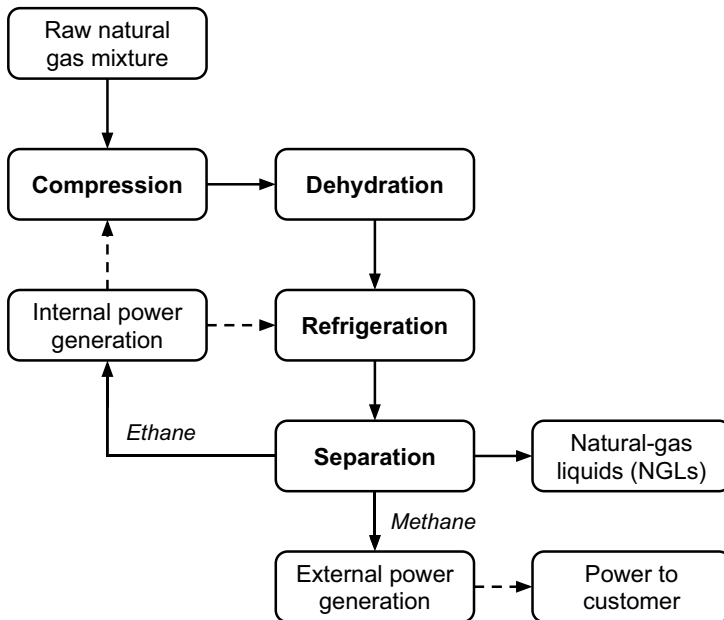 Raw natural
gas mixture
Compression
Dehydration
Internal power
generation
Refrigeration
Ethane
Separation
Natural-gas
liquids (NGLs)
Methane
External power
generation
Power to
customer